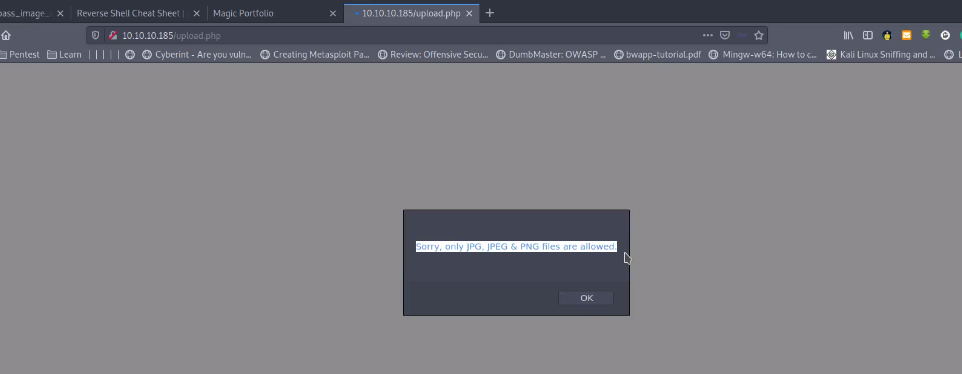 pass_image_
Reverse Shell Cheat Sheet |
Magic Portfolio
10.10.10.185/upload.php
10.10.10.185/upload.php
Pentest
Learn
| | | | |
Cyberint - Are you vuln...
Creating Metasploit Pa...
Review: Offensive Secu...
DumbMaster: OWASP ...
bwapp-tutorial.pdf
Mingw-w64: How to c...
Kali Linux Sniffing and ...
Sorry, only JPG, JPEG & PNG files are allowed.
OK